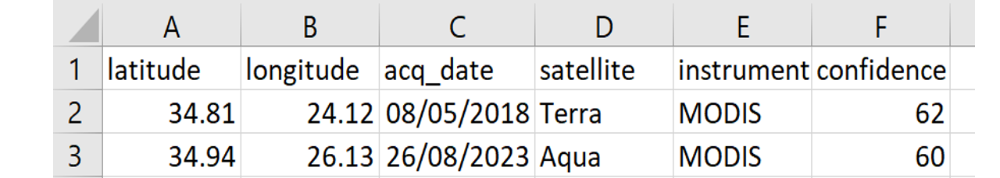 A B C D E F
1 latitude longitude acq_date satellite instrument confidence
2 34.81 24.12 08/05/2018 Terra MODIS 62
3 34.94 26.13 26/08/2023 Aqua MODIS 60